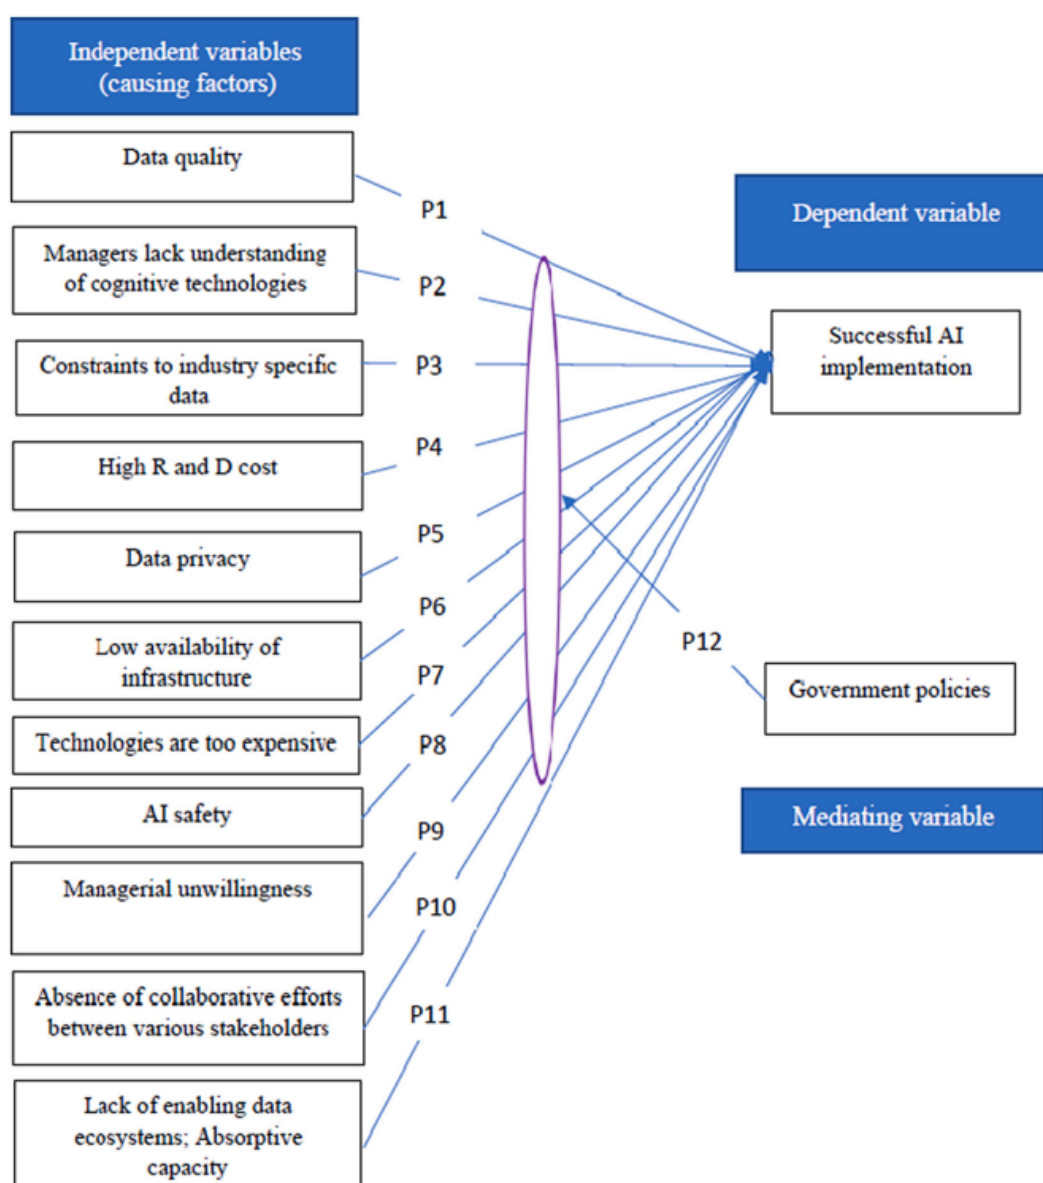 Independent variables
(causing factors)
Data quality
Managers lack understanding
of cognitive technologies
Constraints to industry specific
data
High R and D cost
Data privacy
Low availability of
infrastructure
Technologies are too expensive
AI safety
Managerial unwillingness
Absence of collaborative efforts
between various stakeholders
Lack of enabling data
ecosystems; Absorptive
capacity
P1
P2
P3
P4
P5
P6
P7
P8
P9
P10
P11
P12
Dependent variable
Successful AI
implementation
Government policies
Mediating variable